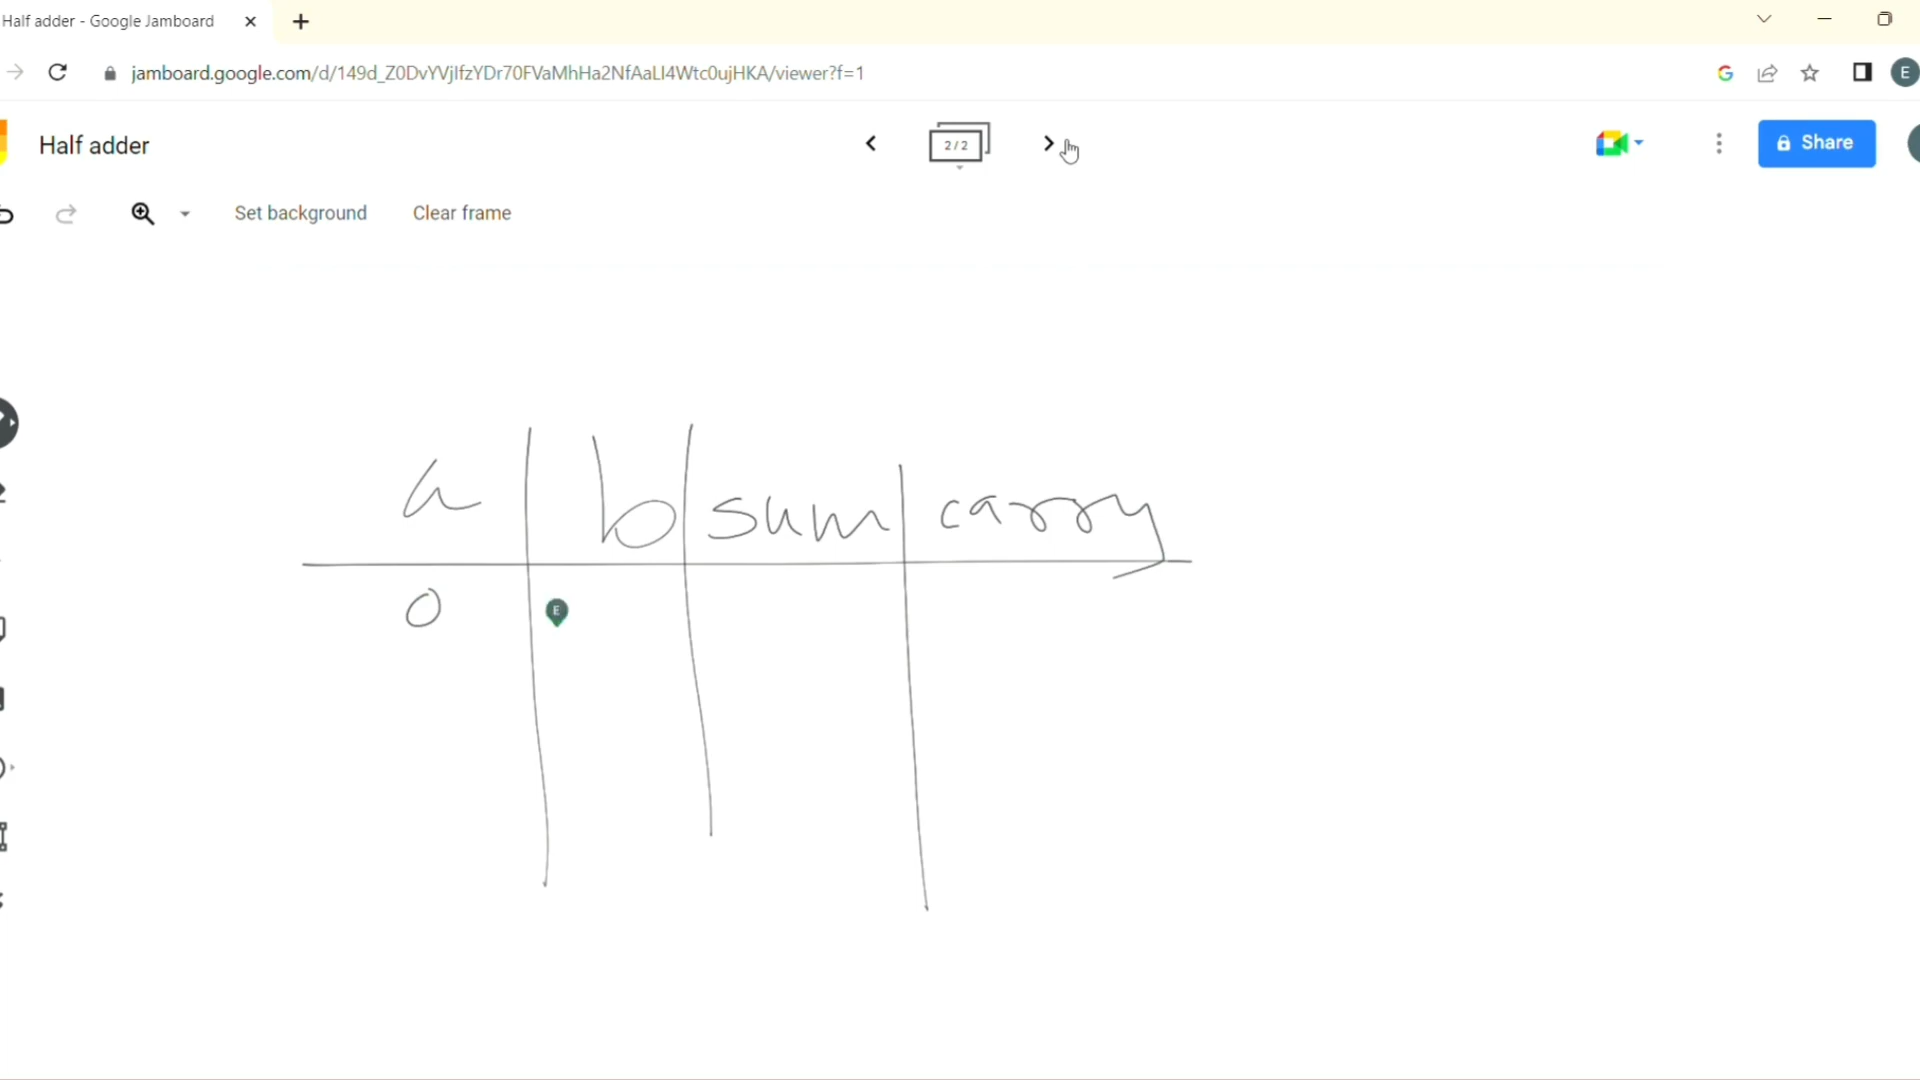 Half adder - Google Jamboard
jamboard.google.com/d/149d_Z0DvYVjIfzYDr70FVaMhHa2NfAaLI4Wtc0ujHKA/viewer?f=1
E
Half adder
2 / 2
Share
Set background
Clear frame
a b sum carry
0
E